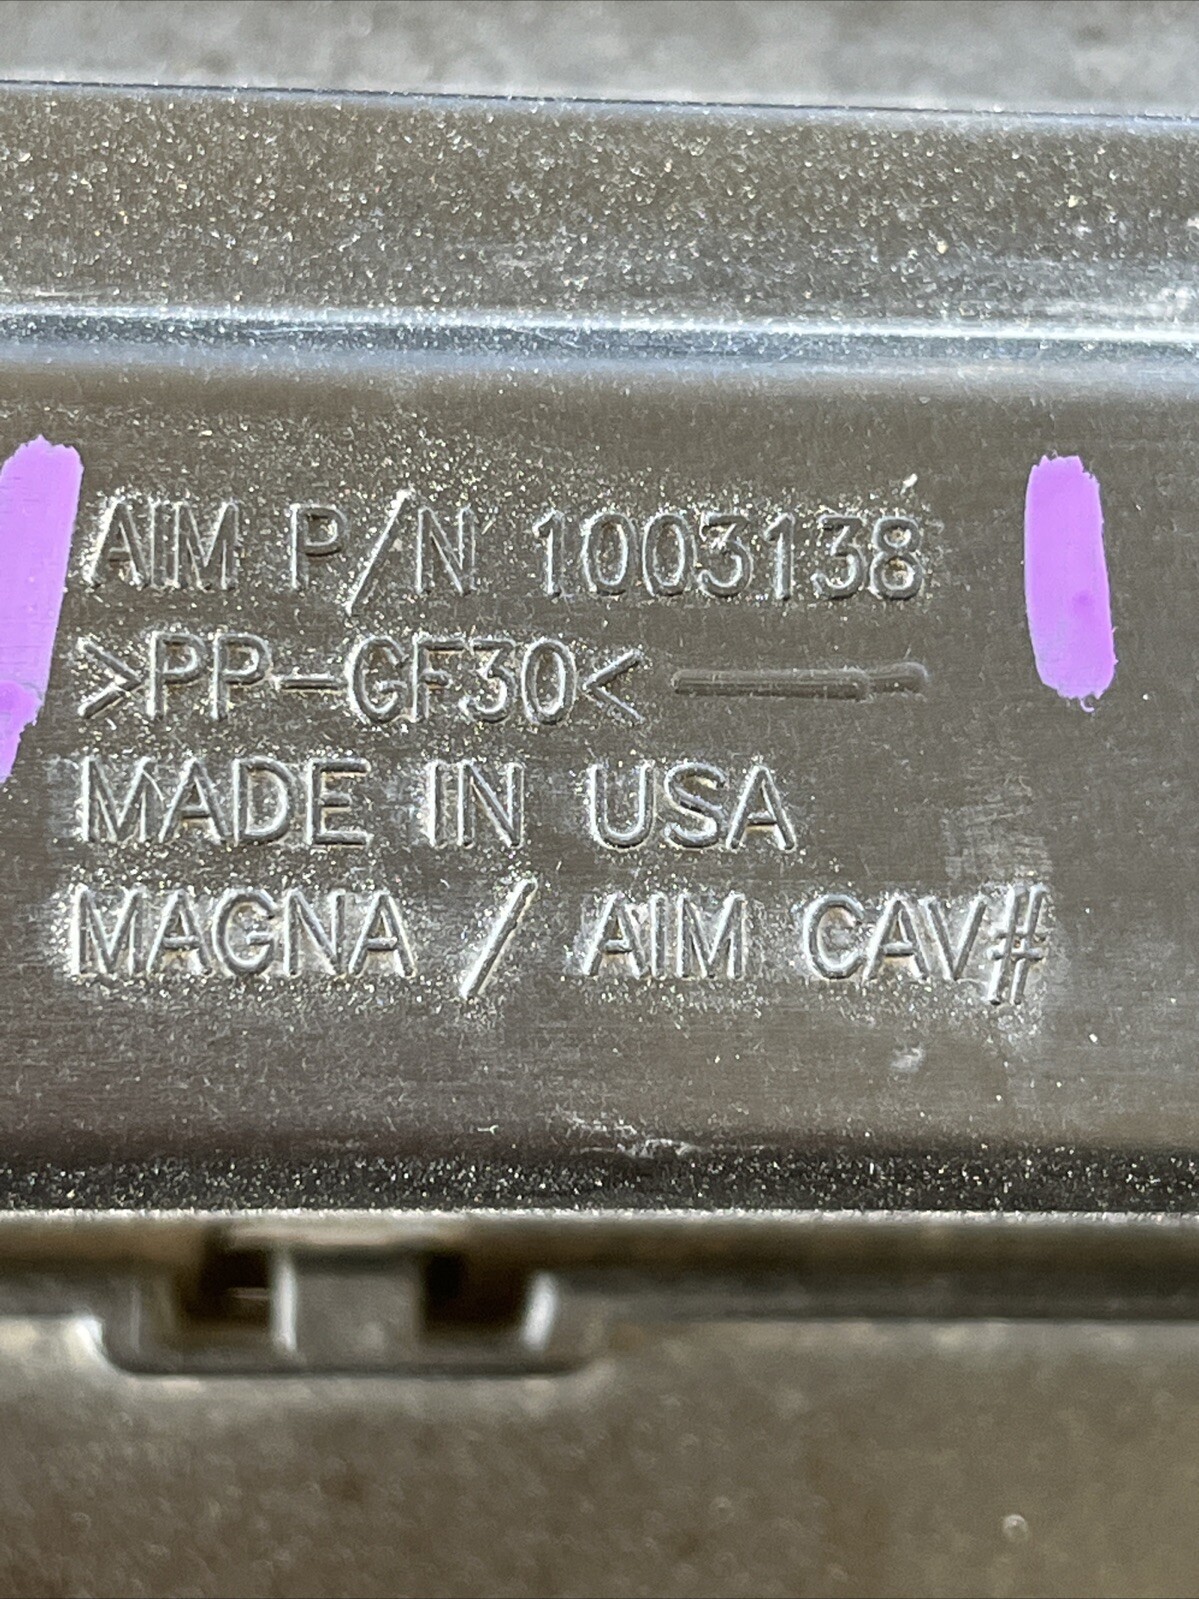 AIM P/N 1003138
>PP-GF30<
MADE IN USA
MAGNA / AIM CAV#